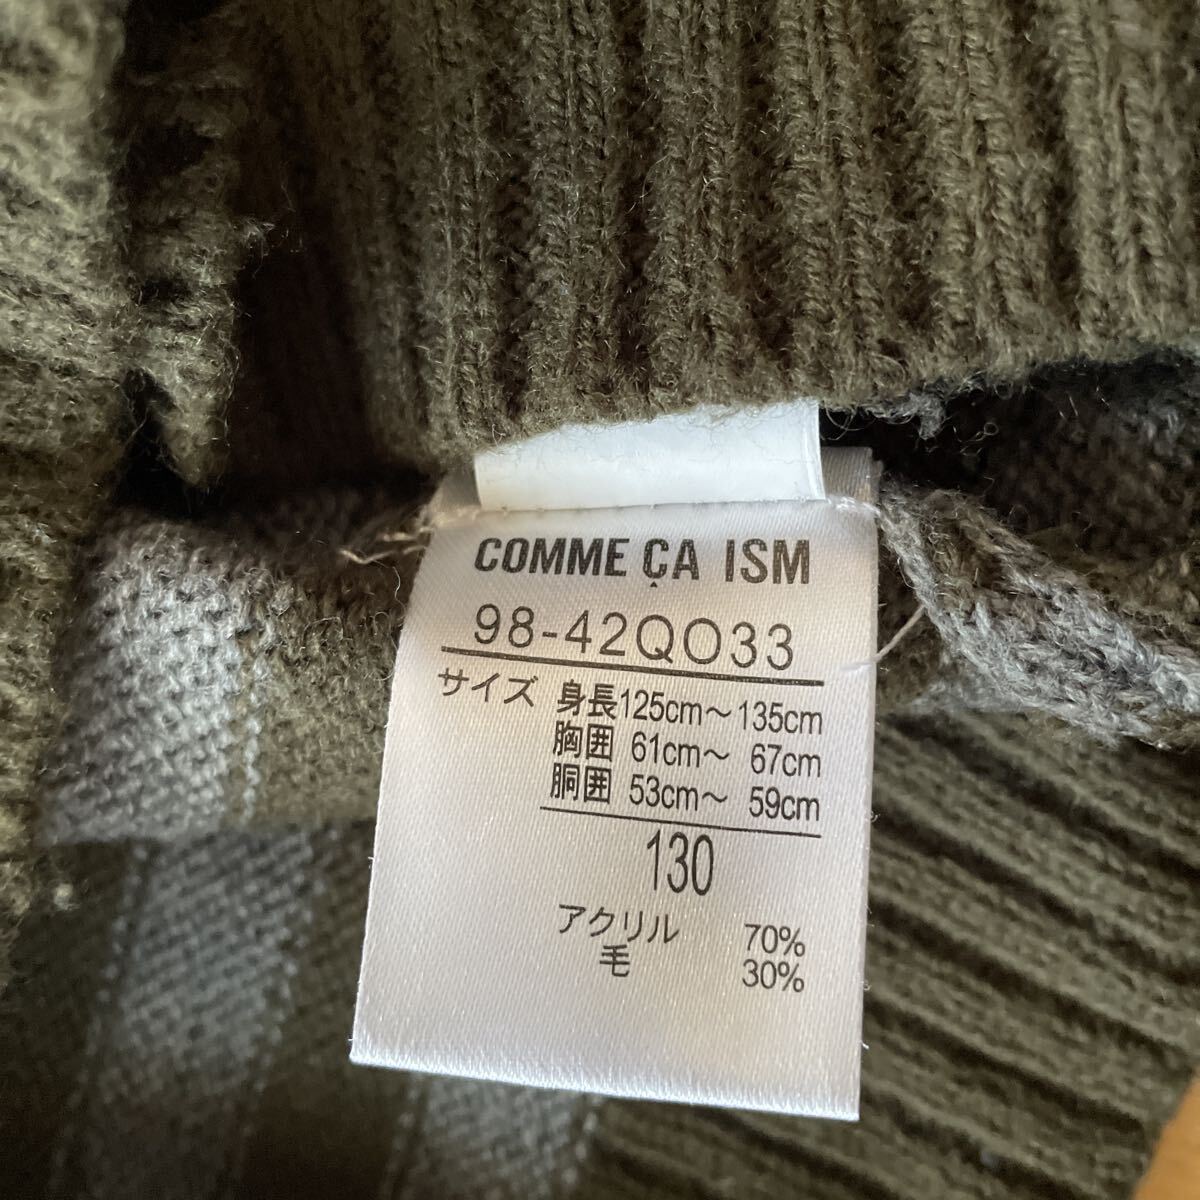 COMME ÇA ISM
98-42QO33
サイズ 身長125cm～135cm
胸囲 61cm～ 67cm
胴囲 53cm～ 59cm
130
アクリル 70%
毛 30%